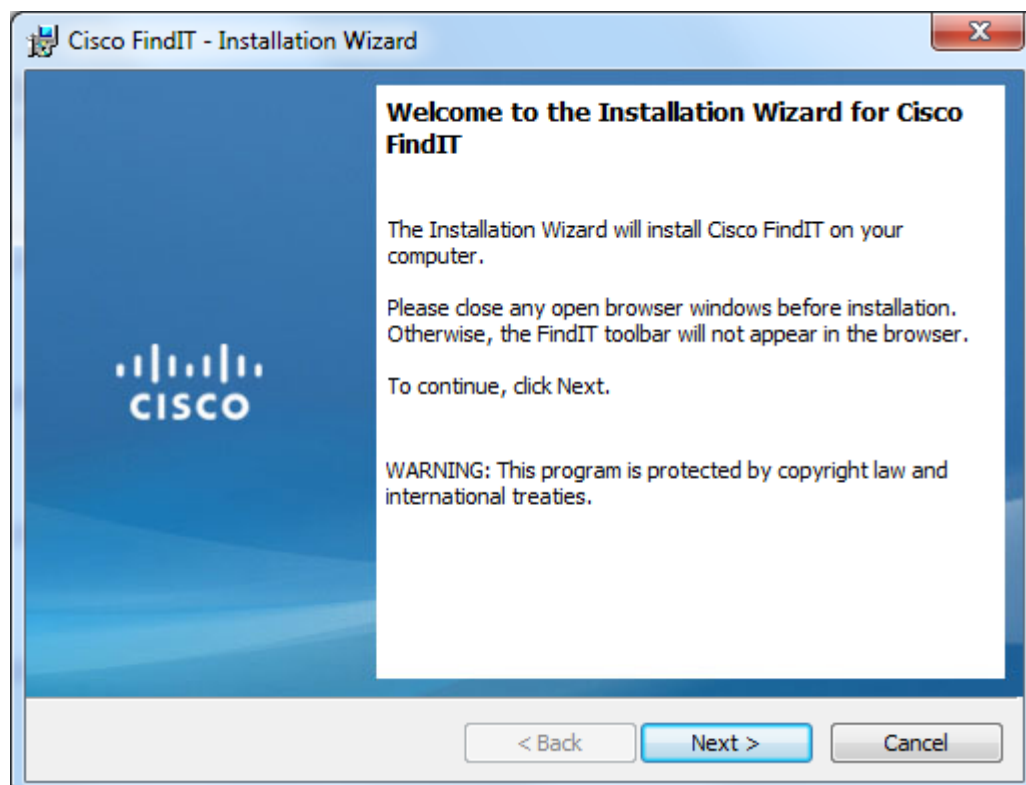 Cisco FindIT - Installation Wizard
Welcome to the Installation Wizard for Cisco
FindIT
The Installation Wizard will install Cisco FindIT on your
computer.
Please close any open browser windows before installation.
Otherwise, the FindIT toolbar will not appear in the browser.
To continue, click Next.
CISCO
WARNING: This program is protected by copyright law and
international treaties.
< Back
Next >
Cancel